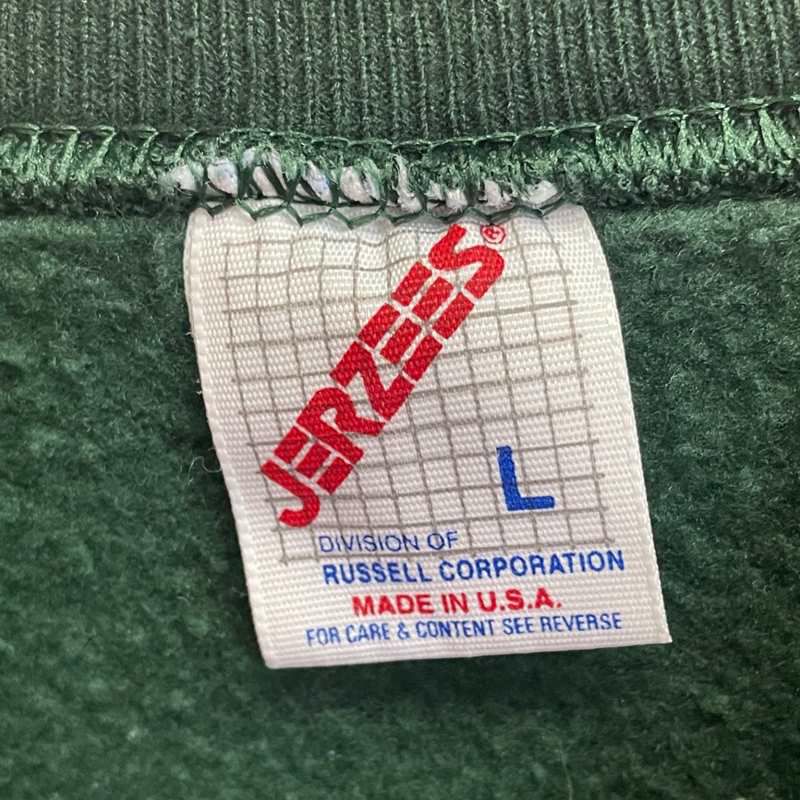 JERZEES®
L
DIVISION OF
RUSSELL CORPORATION
MADE IN U.S.A.
FOR CARE & CONTENT SEE REVERSE